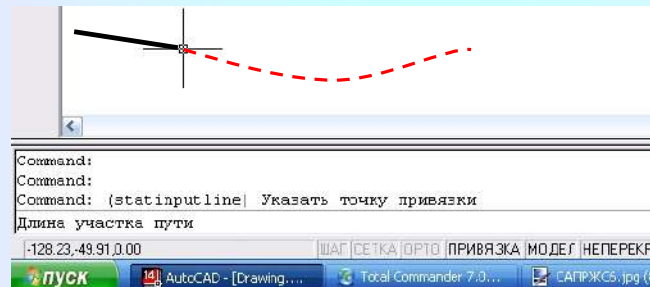 Command:
Command:
Command: (statinputline| Указать точку привязки
Длина участка пути
-128.23,-49.91,0.00 ШАГ СЕТКА ОРТО ПРИВЯЗКА МОДЕЛ НЕПЕРЕКР
пуск AutoCAD - [Drawing.... Total Commander 7.0... САПРЖС6.jpg (